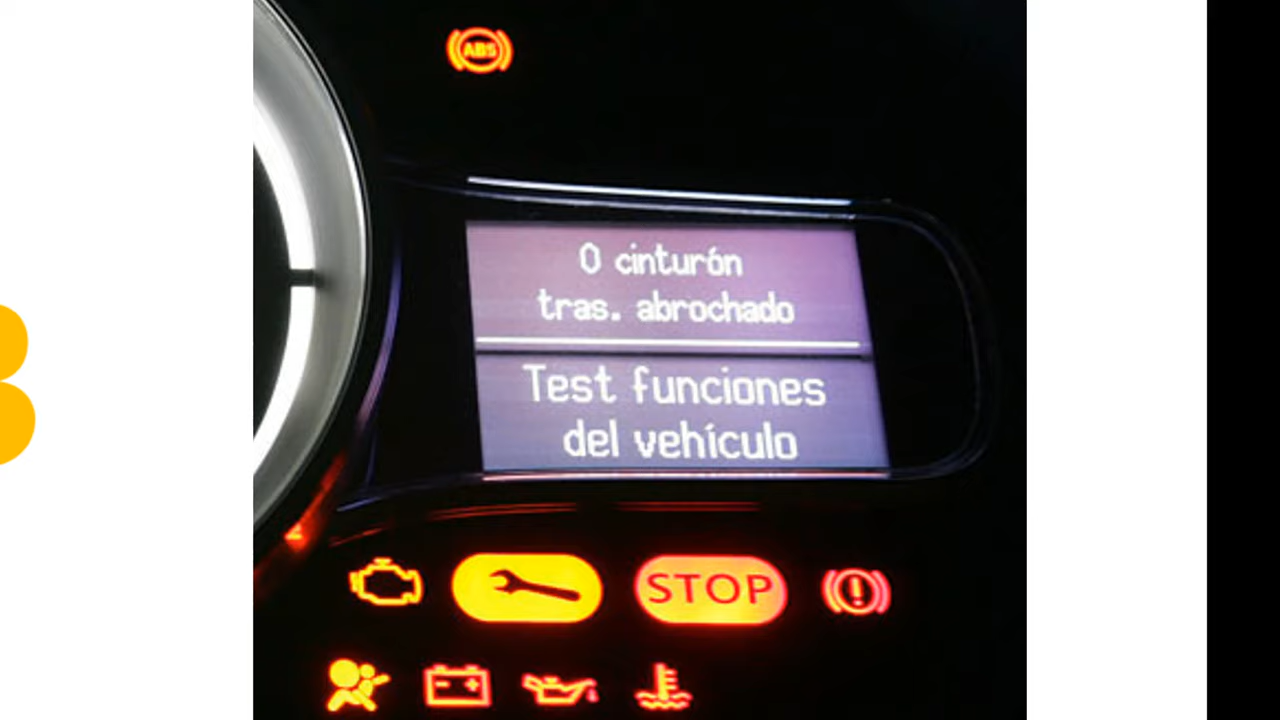 ABS
0 cinturón
tras. abrochado
Test funciones
del vehículo
STOP